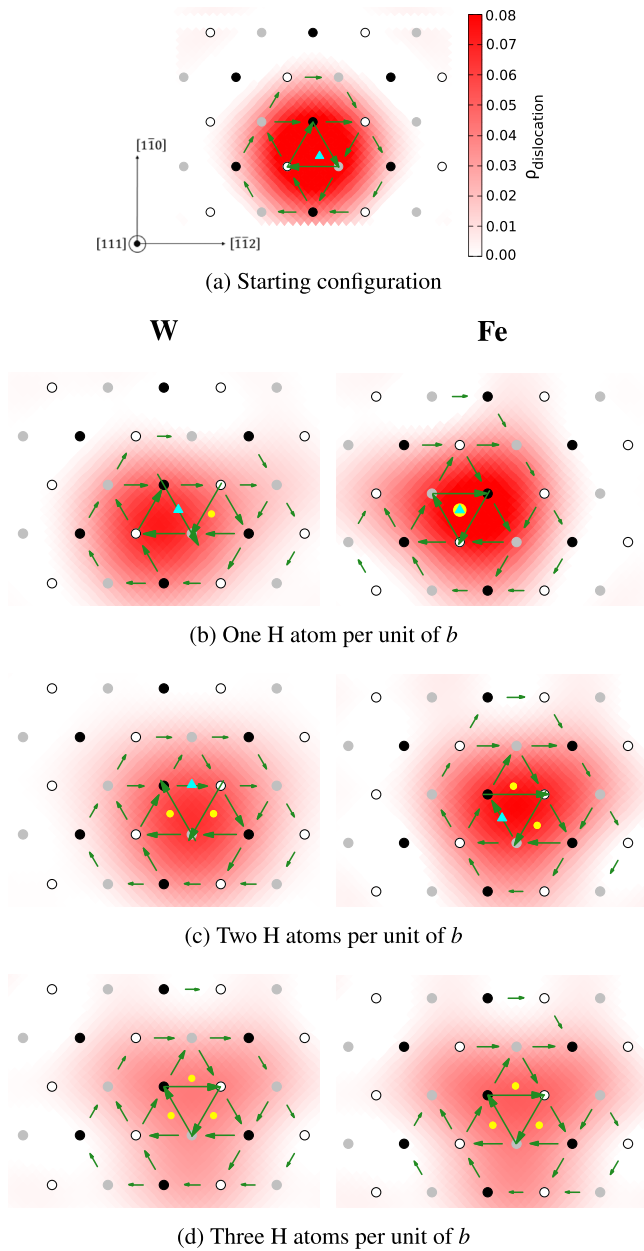 0.08
0.07
0.06
0.05
0.04
0.03
0.02
0.01
0.00
ρdislocation
[11̅0]
[111]
[1̅1̅2]
(a) Starting configuration
W
Fe
(b) One H atom per unit of b
(c) Two H atoms per unit of b
(d) Three H atoms per unit of b